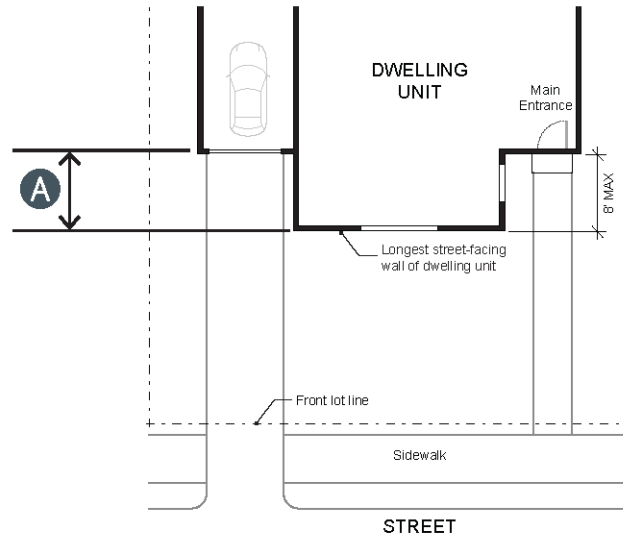 DWELLING
UNIT
Main
Entrance
A
8' MAX
Longest street-facing
wall of dwelling unit
Front lot line
Sidewalk
STREET